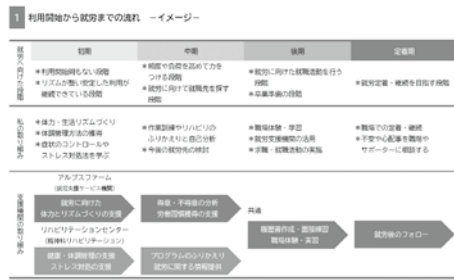 1 利用開始から就労までの流れ －イメージ－
初期
中期
後期
定着期
就労へ向けた段階
＊利用開始間もない段階
＊リズムが整い安定した利用が
継続できている段階
＊頻度や負荷を高めて力を
つける段階
＊就労に向けて就職先を探す
段階
＊就労に向けた就職活動を行う
段階
＊卒業準備の段階
＊就労定着・継続を目指す段階
私の取り組み
＊体力・生活リズムづくり
＊体調管理方法の獲得
＊症状のコントロールや
ストレス対処法を学ぶ
＊作業訓練やリハビリの
ふりかえりと自己分析
＊今後の就労先の検討
＊職場体験・学習
＊就労支援機関の活用
＊求職・就職活動の実施
＊職場での定着・継続
＊不安や心配事を職場や
サポーターに相談する
支援機関の取り組み
アルプスファーム
（就労支援サービス機関）
就労に向けた
体力とリズムづくりの支援
得意・不得意の分析
労働習慣獲得の支援
リハビリテーションセンター
（精神科リハビリテーション）
健康・体調管理の支援
ストレス対処の支援
プログラムのふりかえり
就労に関する情報提供
共通
履歴書作成・面接練習
職場体験・実習
就労後のフォロー